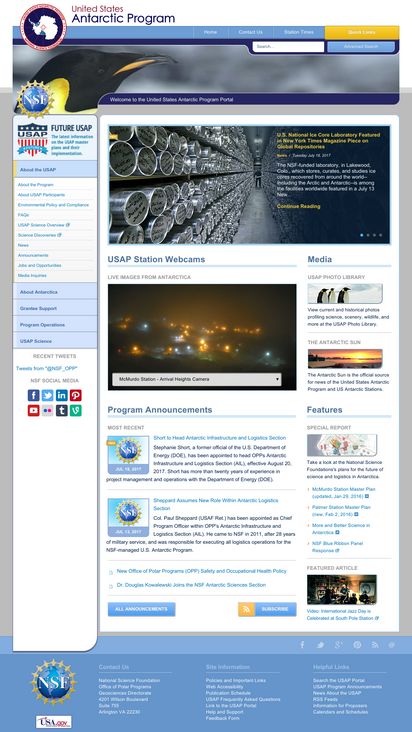 United States
Antarctic Program
Home
Contact Us
Station Times
Quick Links
Search...
Advanced Search
NSF
Welcome to the United States Antarctic Program Portal
USAP
FUTURE USAP
The latest information
on the USAP master
plans and their
implementation.
About the USAP
About the Program
About USAP Participants
Environmental Policy and Compliance
FAQs
USAP Science Overview
Science Discoveries
News
Announcements
Jobs and Opportunities
Media Inquiries
About Antarctica
Grantee Support
Program Operations
USAP Science
RECENT TWEETS
Tweets from "@NSF_OPP"
NSF SOCIAL MEDIA
U.S. National Ice Core Laboratory Featured
in New York Times Magazine Piece on
Global Repositories
News | Tuesday July 18, 2017
The NSF-funded laboratory, in Lakewood,
Colo., which stores, curates, and studies ice
cores recovered from around the world--
including the Arctic and Antarctic--is among
the facilities worldwide featured in a July 13
New ...
Continue Reading
USAP Station Webcams
LIVE IMAGES FROM ANTARCTICA
McMurdo Station - Arrival Heights Camera
Media
USAP PHOTO LIBRARY
View current and historical photos
profiling science, scenery, wildlife, and
more at the USAP Photo Library.
THE ANTARCTIC SUN
The Antarctic Sun is the official source
for news of the United States Antarctic
Program and US Antarctic Stations.
Program Announcements
MOST RECENT
NSF
JUL 18, 2017
Short to Head Antarctic Infrastructure and Logistics Section
Stephanie Short, a former official of the U.S. Department of
Energy (DOE), has been appointed to head OPPs Antarctic
Infrastructure and Logistics Section (AIL), effective August 20,
2017. Short has more than twenty years of experience in
project management and operations with the Department of Energy (DOE).
NSF
JUL 13, 2017
Sheppard Assumes New Role Within Antarctic Logistics
Section
Col. Paul Sheppard (USAF Ret.) has been appointed as Chief
Program Officer within OPP's Antarctic Infrastructure and
Logistics Section (AIL). He came to NSF in 2011, after 28 years
of military service, and was responsible for executing all logistics operations for the
NSF-managed U.S. Antarctic Program.
New Office of Polar Programs (OPP) Safety and Occupational Health Policy
Dr. Douglas Kowalewski Joins the NSF Antarctic Sciences Section
ALL ANNOUNCEMENTS
SUBSCRIBE
Features
SPECIAL REPORT
Take a look at the National Science
Foundations's plans for the future of
science and logistics in Antarctica.
McMurdo Station Master Plan
(updated, Jan 29, 2016)
Palmer Station Master Plan
(new, Feb 2, 2016)
More and Better Science in
Antarctica
NSF Blue Ribbon Panel
Response
FEATURED ARTICLE
Video: International Jazz Day is
Celebrated at South Pole Station
NSF
USA.gov
Contact Us
National Science Foundation
Office of Polar Programs
Geosciences Directorate
4201 Wilson Boulevard
Suite 755
Arlington VA 22230
Site Information
Policies and Important Links
Web Accessibility
Publication Schedule
USAP Frequently Asked Questions
Link to the USAP Portal
Help and Support
Feedback Form
Helpful Links
Search the USAP Portal
USAP Program Announcements
News About the USAP
RSS Feeds
Information for Proposers
Calendars and Schedules